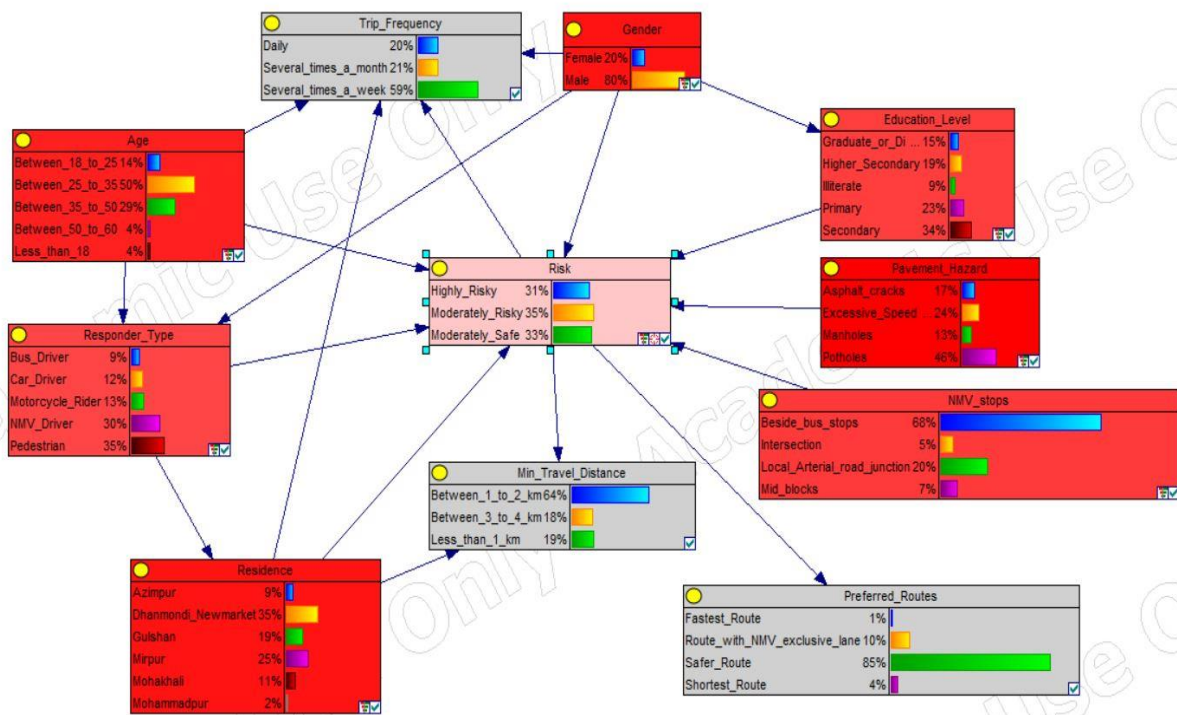 Trip_Frequency
Daily 20%
Several_times_a_month 21%
Several_times_a_week 59%
Gender
Female 20%
Male 80%
Education_Level
Graduate_or_Di ... 15%
Higher_Secondary 19%
Illiterate 9%
Primary 23%
Secondary 34%
Age
Between_18_to_25 14%
Between_25_to_35 50%
Between_35_to_50 29%
Between_50_to_60 4%
Less_than_18 4%
Risk
Highly_Risky 31%
Moderately_Risky 35%
Moderately_Safe 33%
Pavement_Hazard
Asphalt_cracks 17%
Excessive_Speed ... 24%
Manholes 13%
Potholes 46%
Responder_Type
Bus_Driver 9%
Car_Driver 12%
Motorcycle_Rider 13%
NMV_Driver 30%
Pedestrian 35%
NMV_stops
Beside_bus_stops 68%
Intersection 5%
Local_Arterial_road_junction 20%
Mid_blocks 7%
Min_Travel_Distance
Between_1_to_2_km 64%
Between_3_to_4_km 18%
Less_than_1_km 19%
Residence
Azimpur 9%
Dhanmondi_Newmarket 35%
Gulshan 19%
Mirpur 25%
Mohakhali 11%
Mohammadpur 2%
Preferred_Routes
Fastest_Route 1%
Route_with_NMV_exclusive_lane 10%
Safer_Route 85%
Shortest_Route 4%